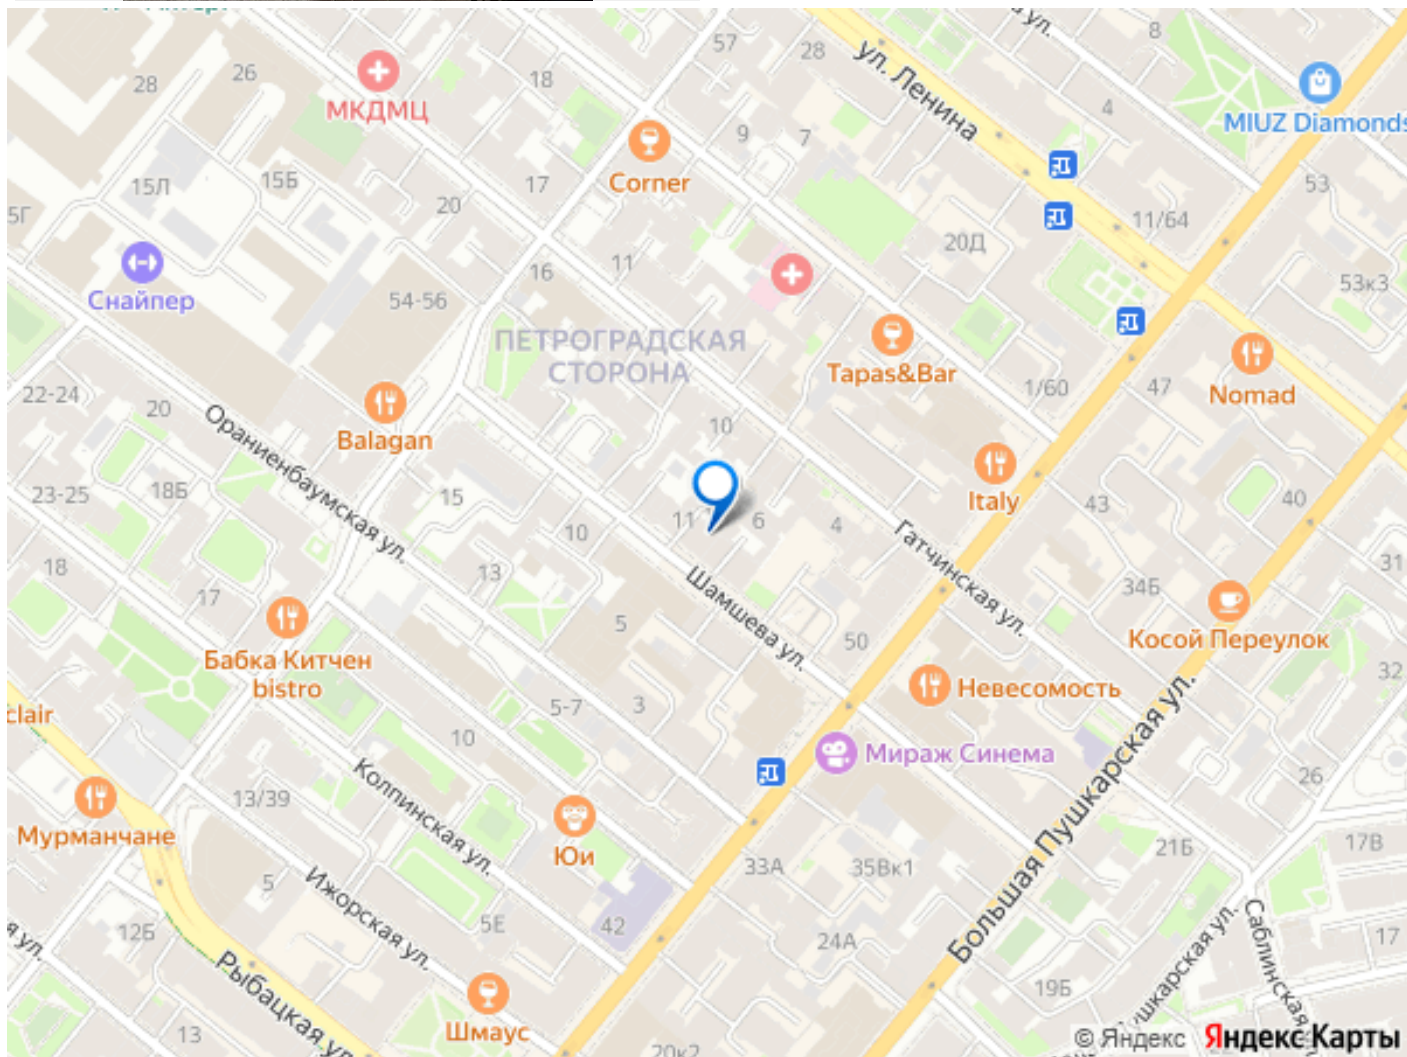 57
28
8
ул.
26
28
МКДМЦ
18
ул. Ленина
4
MIUZ Diamonds
9
7
Corner
15Л
15Б
17
20
53
5Г
11/64
20Д
Снайпер
54-56
16
11
53к3
ПЕТРОГРАДСКАЯ
СТОРОНА
Tapas&Bar
1/60
47
Nomad
22-24
20
Balagan
10
Ораниенбаумская ул.
Italy
23-25
18Б
15
43
40
11
6
4
10
Гатчинская ул.
31
18
13
17
Шамшева ул.
34Б
5
50
Косой Переулок
Бабка Китчен
bistro
32
Невесомость
clair
5-7
3
10
Мираж Синема
Большая Пушкарская ул.
26
Колпинская ул.
13/39
Мурманчане
Юи
33А
35Вк1
21Б
17В
5
Ижорская ул.
5Е
42
24А
12Б
17
Саблинская
Рыбацкая ул.
19Б
Шмаус
13
20к2
© Яндекс Яндекс Карты